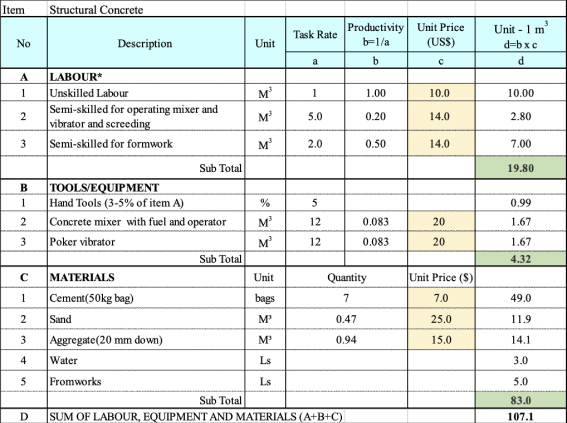 Item Structural Concrete
No Description Unit Task Rate Productivity b=1/a Unit Price (US$) Unit - 1 m³ d=b x c
a b c d
A LABOUR*
1 Unskilled Labour M³ 1 1.00 10.0 10.00
2 Semi-skilled for operating mixer and vibrator and screeding M³ 5.0 0.20 14.0 2.80
3 Semi-skilled for formwork M³ 2.0 0.50 14.0 7.00
Sub Total 19.80
B TOOLS/EQUIPMENT
1 Hand Tools (3-5% of item A) % 5 0.99
2 Concrete mixer with fuel and operator M³ 12 0.083 20 1.67
3 Poker vibrator M³ 12 0.083 20 1.67
Sub Total 4.32
C MATERIALS Unit Quantity Unit Price ($)
1 Cement(50kg bag) bags 7 7.0 49.0
2 Sand M³ 0.47 25.0 11.9
3 Aggregate(20 mm down) M³ 0.94 15.0 14.1
4 Water Ls 3.0
5 Fromworks Ls 5.0
Sub Total 83.0
D SUM OF LABOUR, EQUIPMENT AND MATERIALS (A+B+C) 107.1